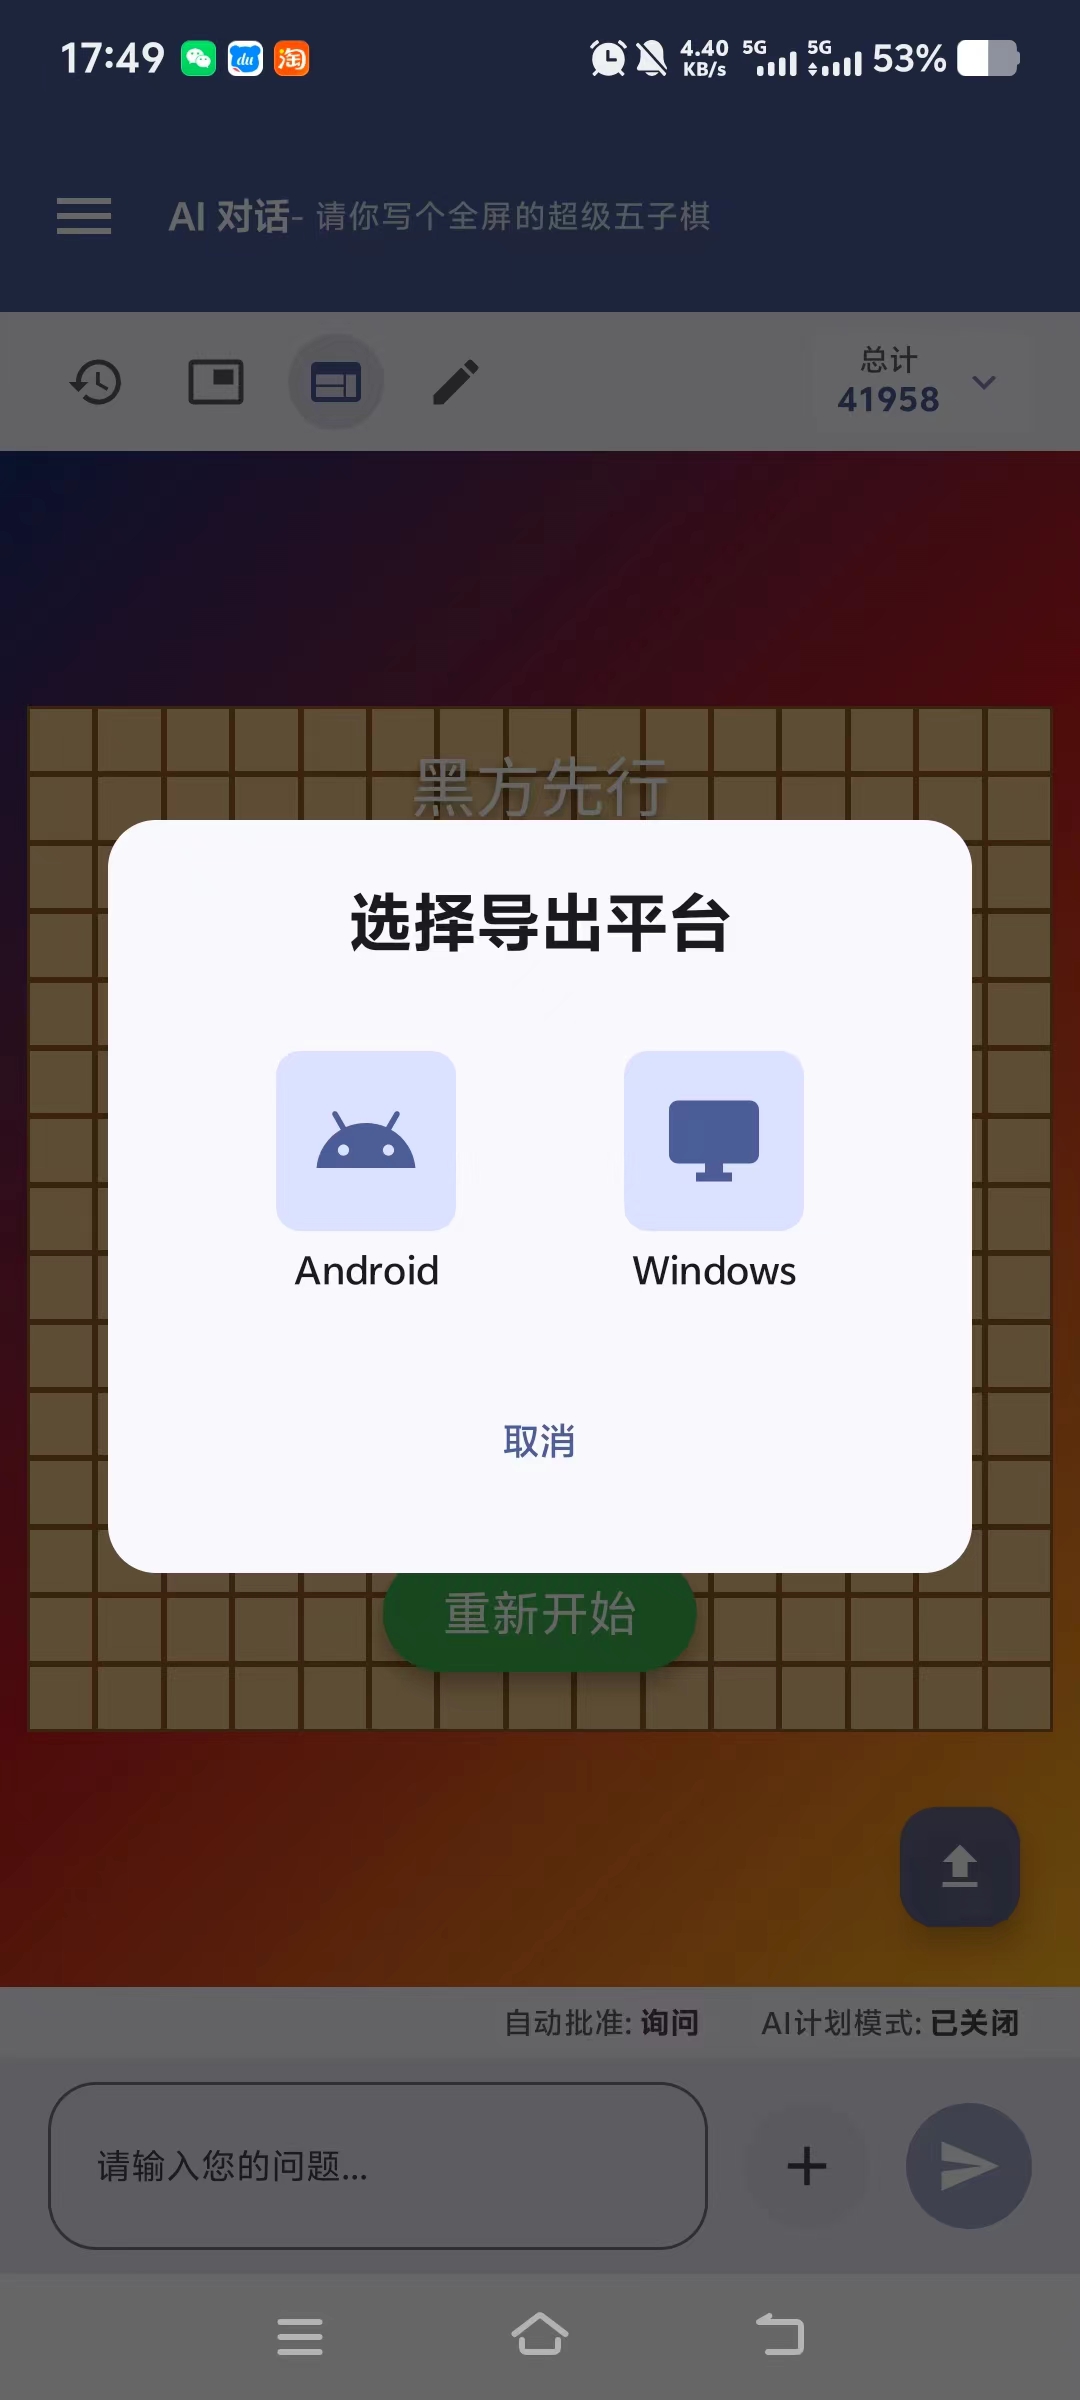 17:49
du
淘
4.40 KB/s
5G
5G
53%
AI 对话- 请你写个全屏的超级五子棋
总计
41958
黑方先行
选择导出平台
Android
Windows
取消
重新开始
自动批准: 询问
AI计划模式: 已关闭
请输入您的问题...